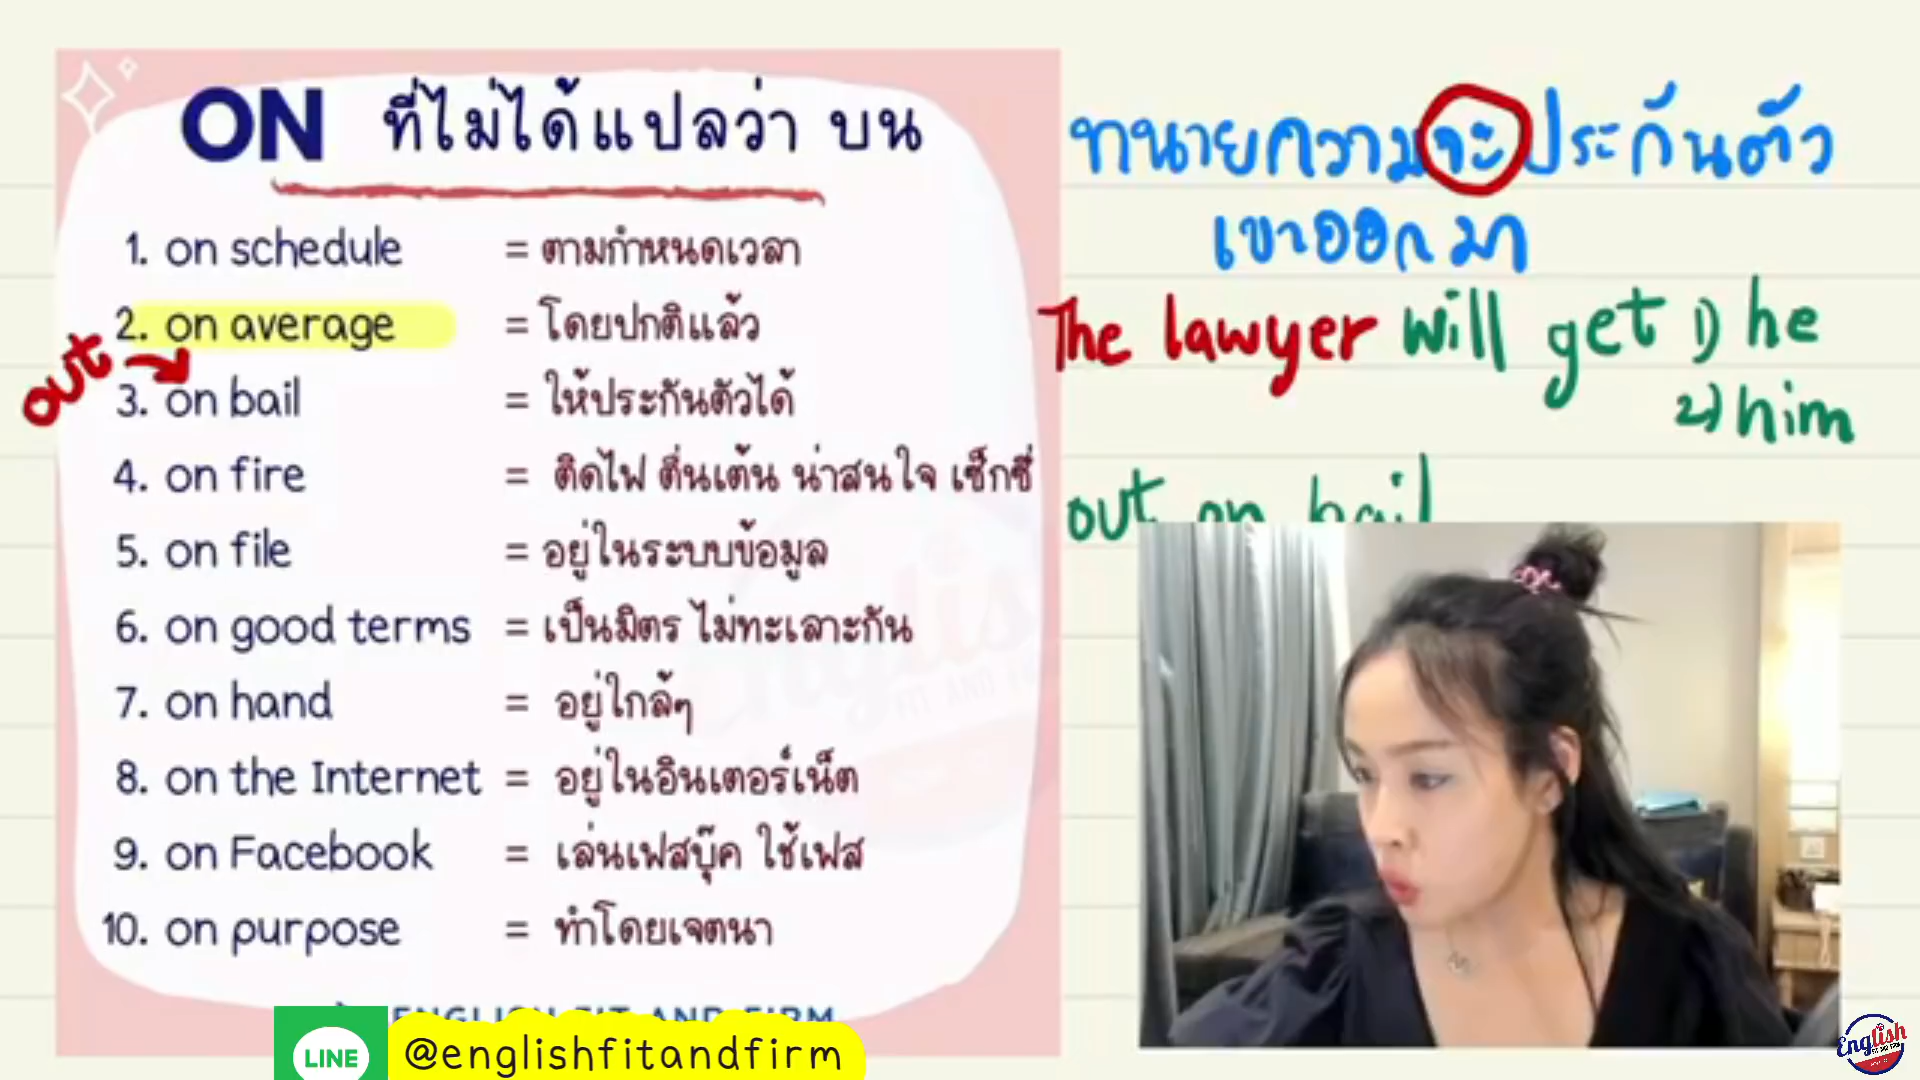 ON ที่ไม่ได้แปลว่า บน
1. on schedule = ตามกำหนดเวลา
2. on average = โดยปกติแล้ว
out
3. on bail = ให้ประกันตัวได้
4. on fire = ติดไฟ ตื่นเต้น น่าสนใจ เซ็กซี่
5. on file = อยู่ในระบบข้อมูล
6. on good terms = เป็นมิตร ไม่ทะเลาะกัน
7. on hand = อยู่ใกล้ๆ
8. on the Internet = อยู่ในอินเตอร์เน็ต
9. on Facebook = เล่นเฟสบุ๊ค ใช้เฟส
10. on purpose = ทำโดยเจตนา
ENGLISH FIT AND FIRM
LINE @englishfitandfirm
ทนายความจะประกันตัว
เขาออกมา
The lawyer will get 1) he
2) him
out on bail
English
FIT AND FIRM